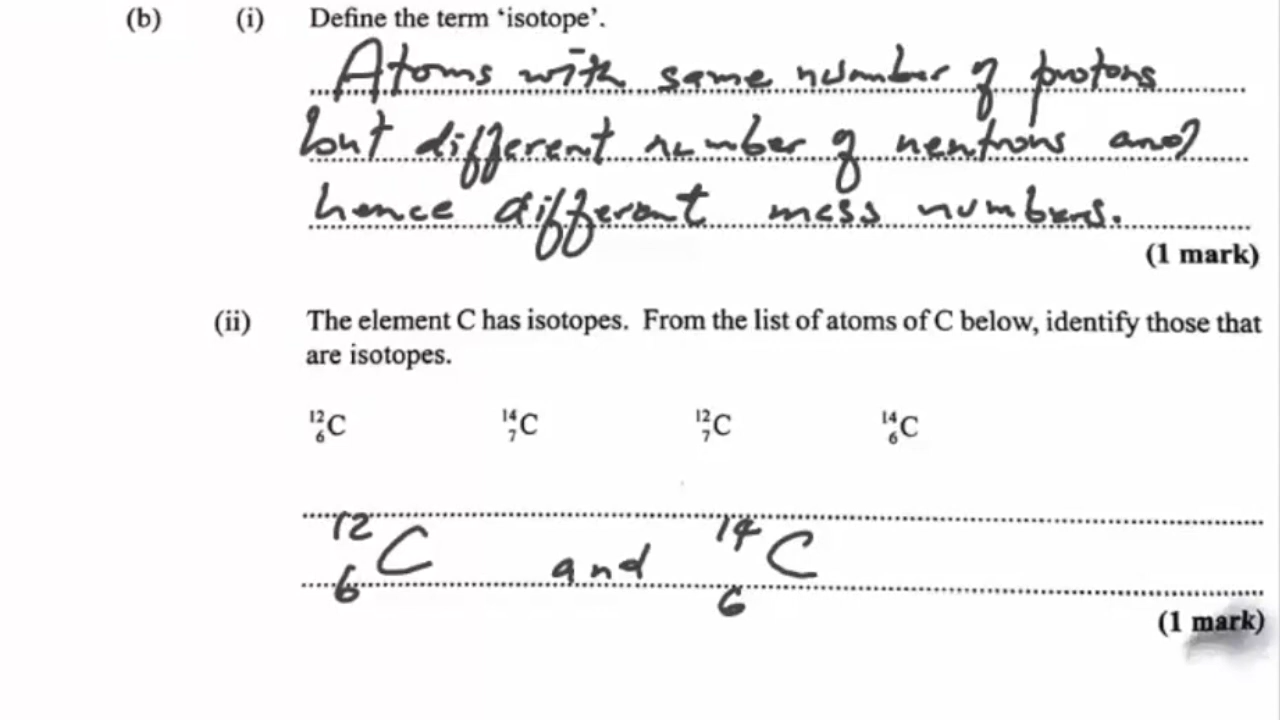 (b) (i) Define the term ‘isotope’.
Atoms with same number of protons
but different number of neutrons and
hence different mass numbers.
(1 mark)
(ii) The element C has isotopes. From the list of atoms of C below, identify those that
are isotopes.
¹²₆C ¹⁴₇C ¹²₇C ¹⁴₆C
¹²₆C and ¹⁴₆C
(1 mark)